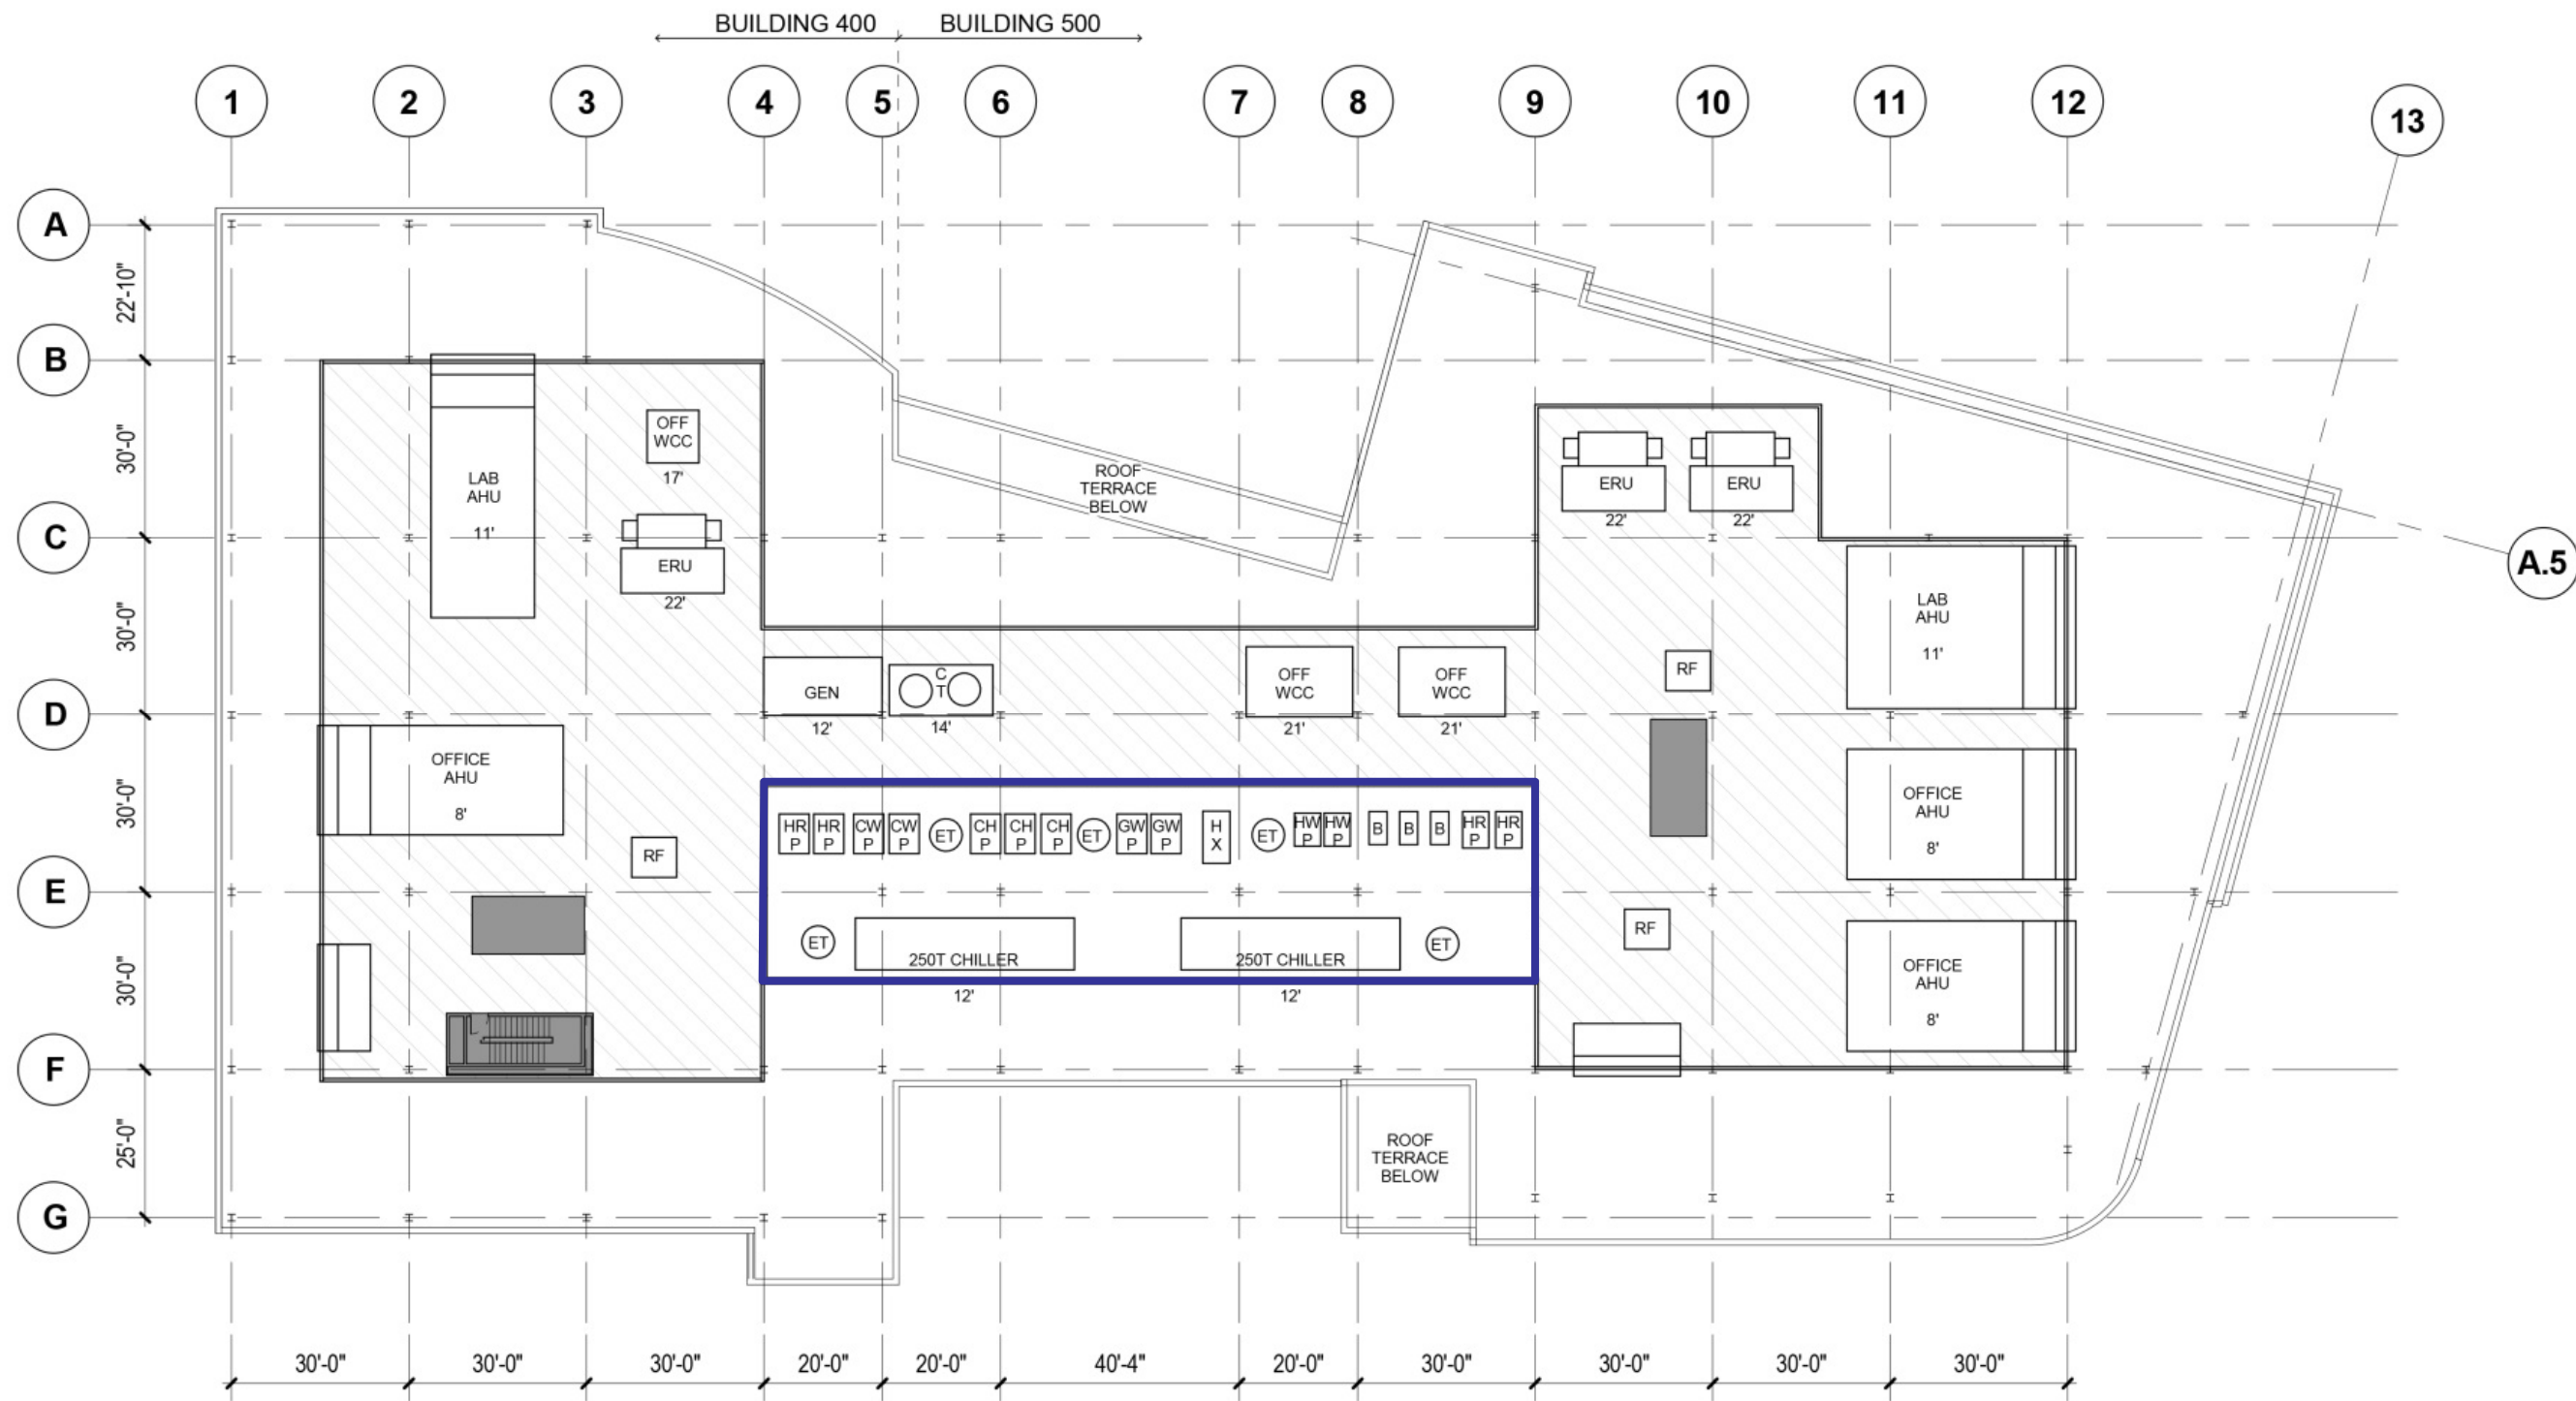 BUILDING 400
BUILDING 500
1
2
3
4
5
6
7
8
9
10
11
12
13
A
B
C
D
E
F
G
A.5
22'-10"
30'-0"
30'-0"
30'-0"
30'-0"
25'-0"
LAB
AHU
11'
OFF
WCC
17'
ERU
22'
OFFICE
AHU
8'
RF
ROOF
TERRACE
BELOW
GEN
12'
C
T
14'
OFF
WCC
21'
OFF
WCC
21'
ERU
22'
ERU
22'
LAB
AHU
11'
RF
OFFICE
AHU
8'
RF
OFFICE
AHU
8'
HR
P
HR
P
CW
P
CW
P
ET
CH
P
CH
P
CH
P
ET
GW
P
GW
P
H
X
ET
HW
P
HW
P
B
B
B
HR
P
HR
P
ET
250T CHILLER
12'
250T CHILLER
12'
ET
ROOF
TERRACE
BELOW
30'-0"
30'-0"
30'-0"
20'-0"
20'-0"
40'-4"
20'-0"
30'-0"
30'-0"
30'-0"
30'-0"